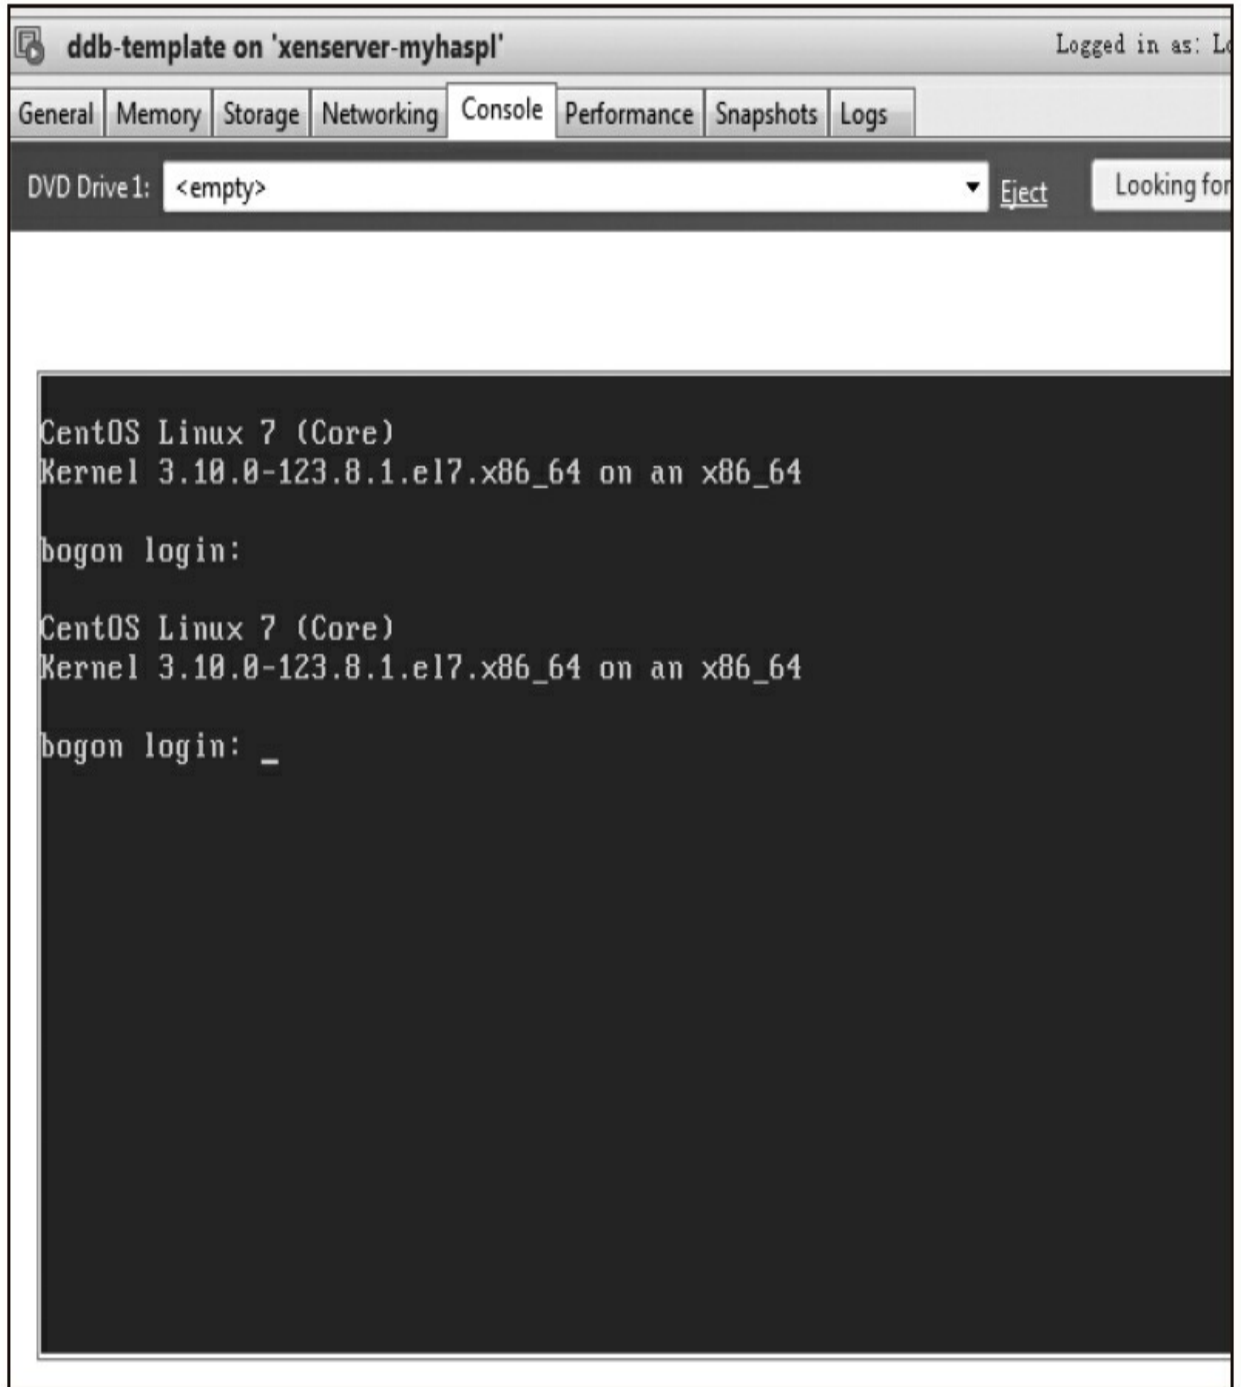 ddb-template on 'xenserver-myhaspl' Logged in as:
General Memory Storage Networking Console Performance Snapshots Logs
DVD Drive 1: <empty> Eject Looking for
CentOS Linux 7 (Core)
Kernel 3.10.0-123.8.1.el7.x86_64 on an x86_64
bogon login:
CentOS Linux 7 (Core)
Kernel 3.10.0-123.8.1.el7.x86_64 on an x86_64
bogon login: _